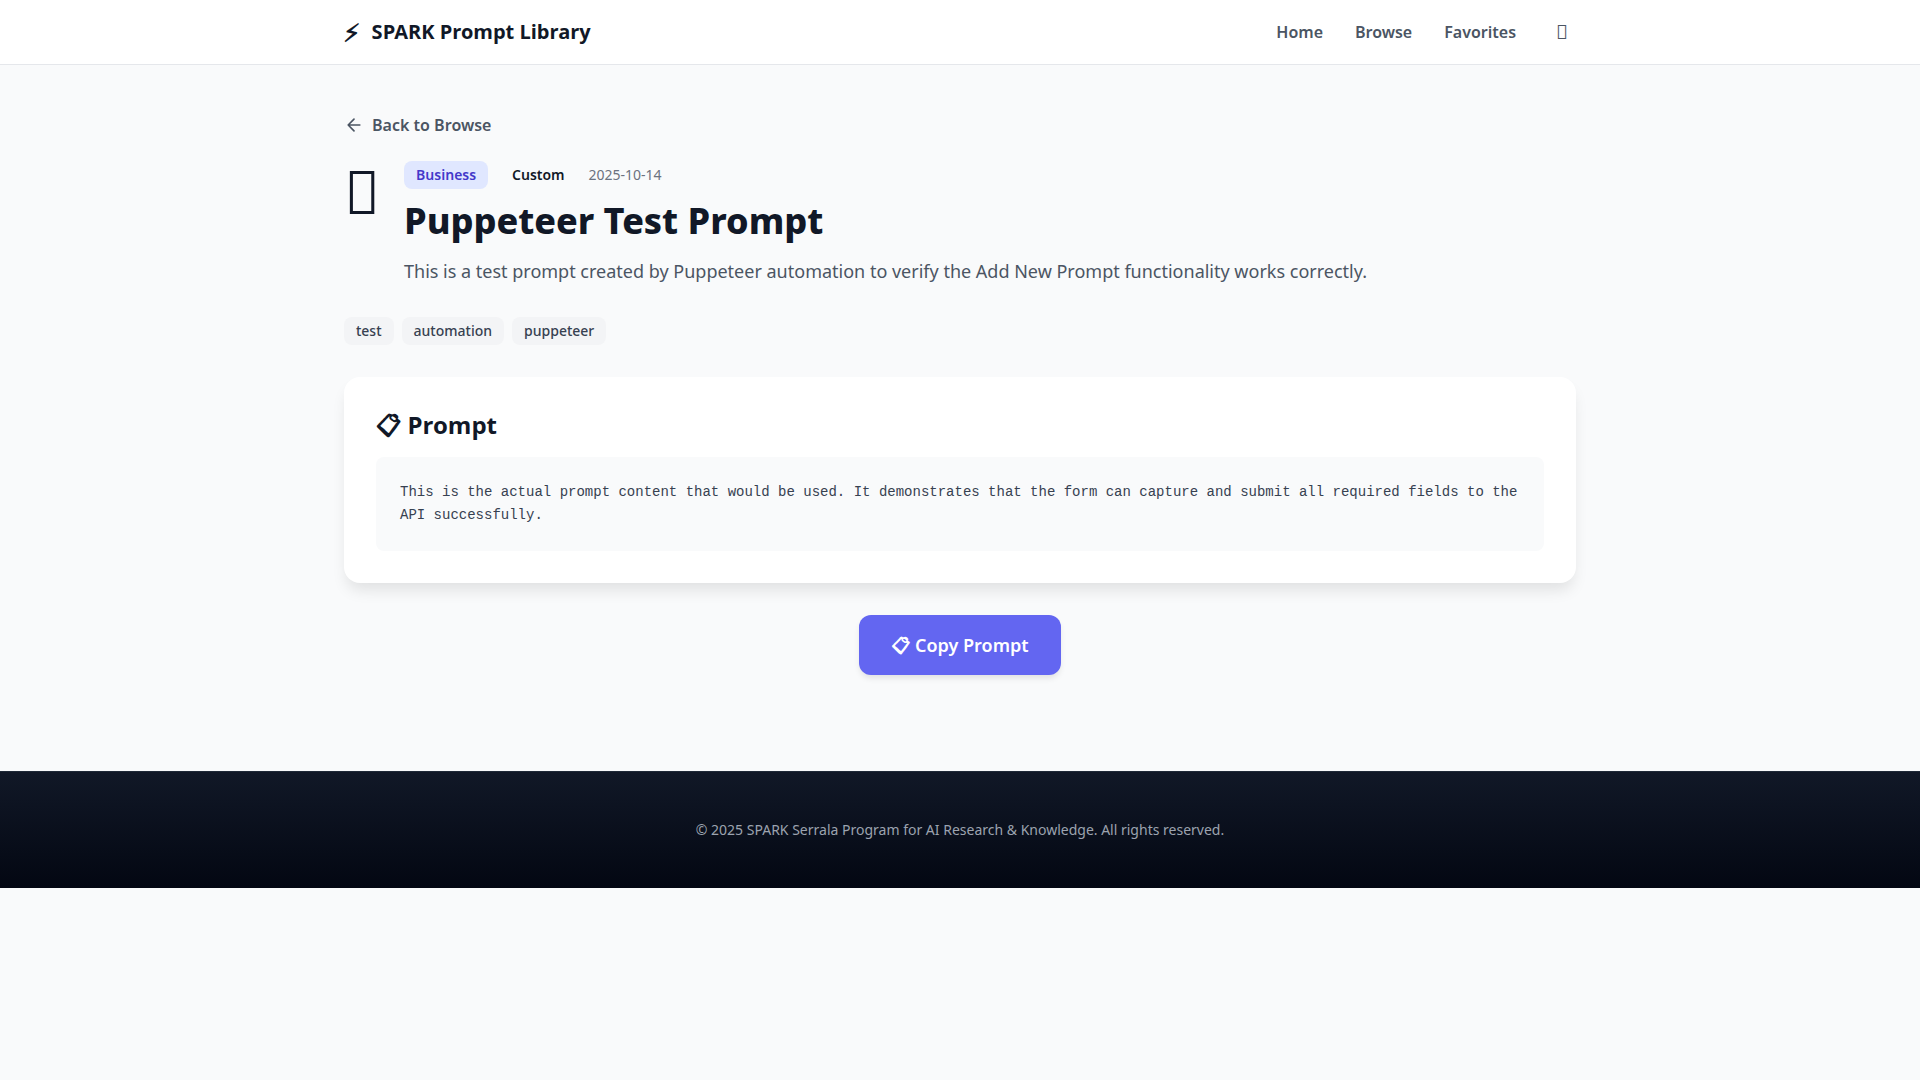 ⚡ SPARK Prompt Library
Home Browse Favorites
← Back to Browse
Business Custom 2025-10-14
Puppeteer Test Prompt
This is a test prompt created by Puppeteer automation to verify the Add New Prompt functionality works correctly.
test automation puppeteer
📋 Prompt
This is the actual prompt content that would be used. It demonstrates that the form can capture and submit all required fields to the
API successfully.
📋 Copy Prompt
© 2025 SPARK Serrala Program for AI Research & Knowledge. All rights reserved.